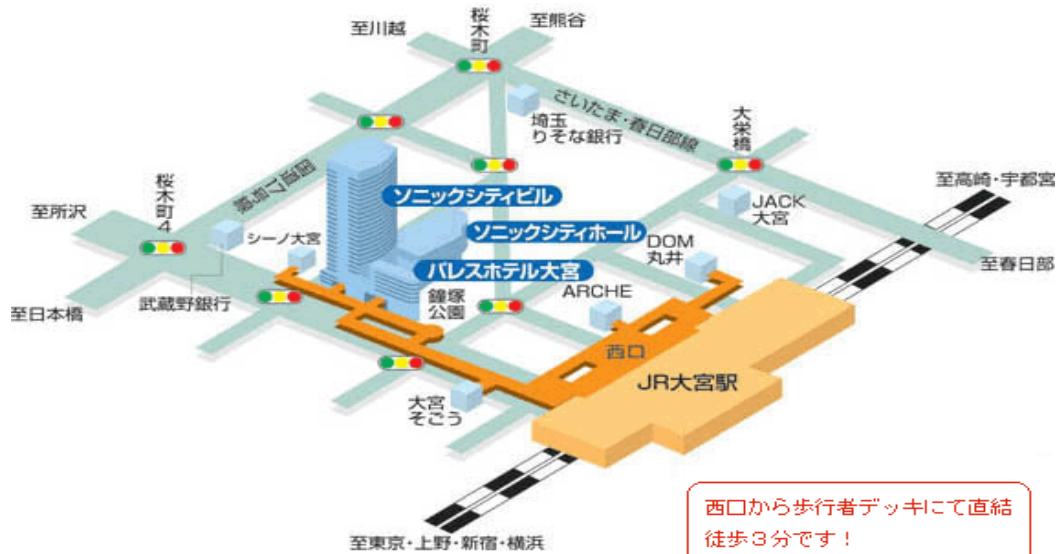 至川越
桜木町
至熊谷
さいたま・春日部線
埼玉
りそな銀行
大栄橋
国道17号線
桜木町4
至所沢
至高崎・宇都宮
ソニックシティビル
JACK
大宮
シーノ大宮
ソニックシティホール
DOM
丸井
至春日部
パレスホテル大宮
武蔵野銀行
鐘塚
公園
ARCHE
至日本橋
西口
JR大宮駅
大宮
そごう
西口から歩行者デッキにて直結
徒歩3分です!
至東京・上野・新宿・横浜